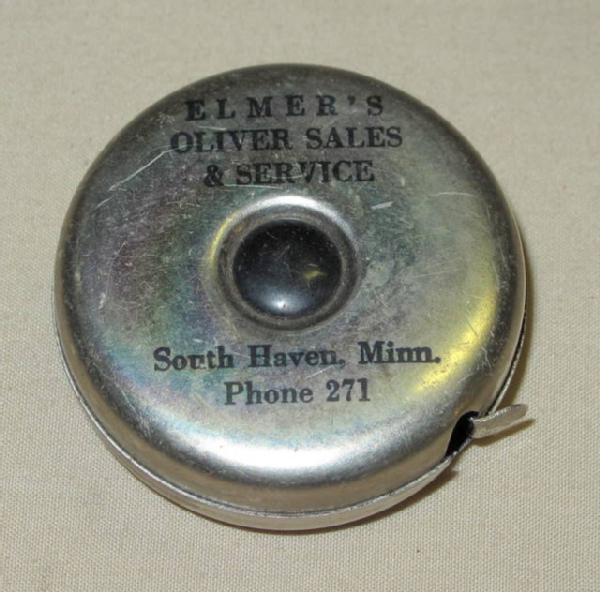 ELMER'S
OLIVER SALES
& SERVICE
South Haven, Minn.
Phone 271